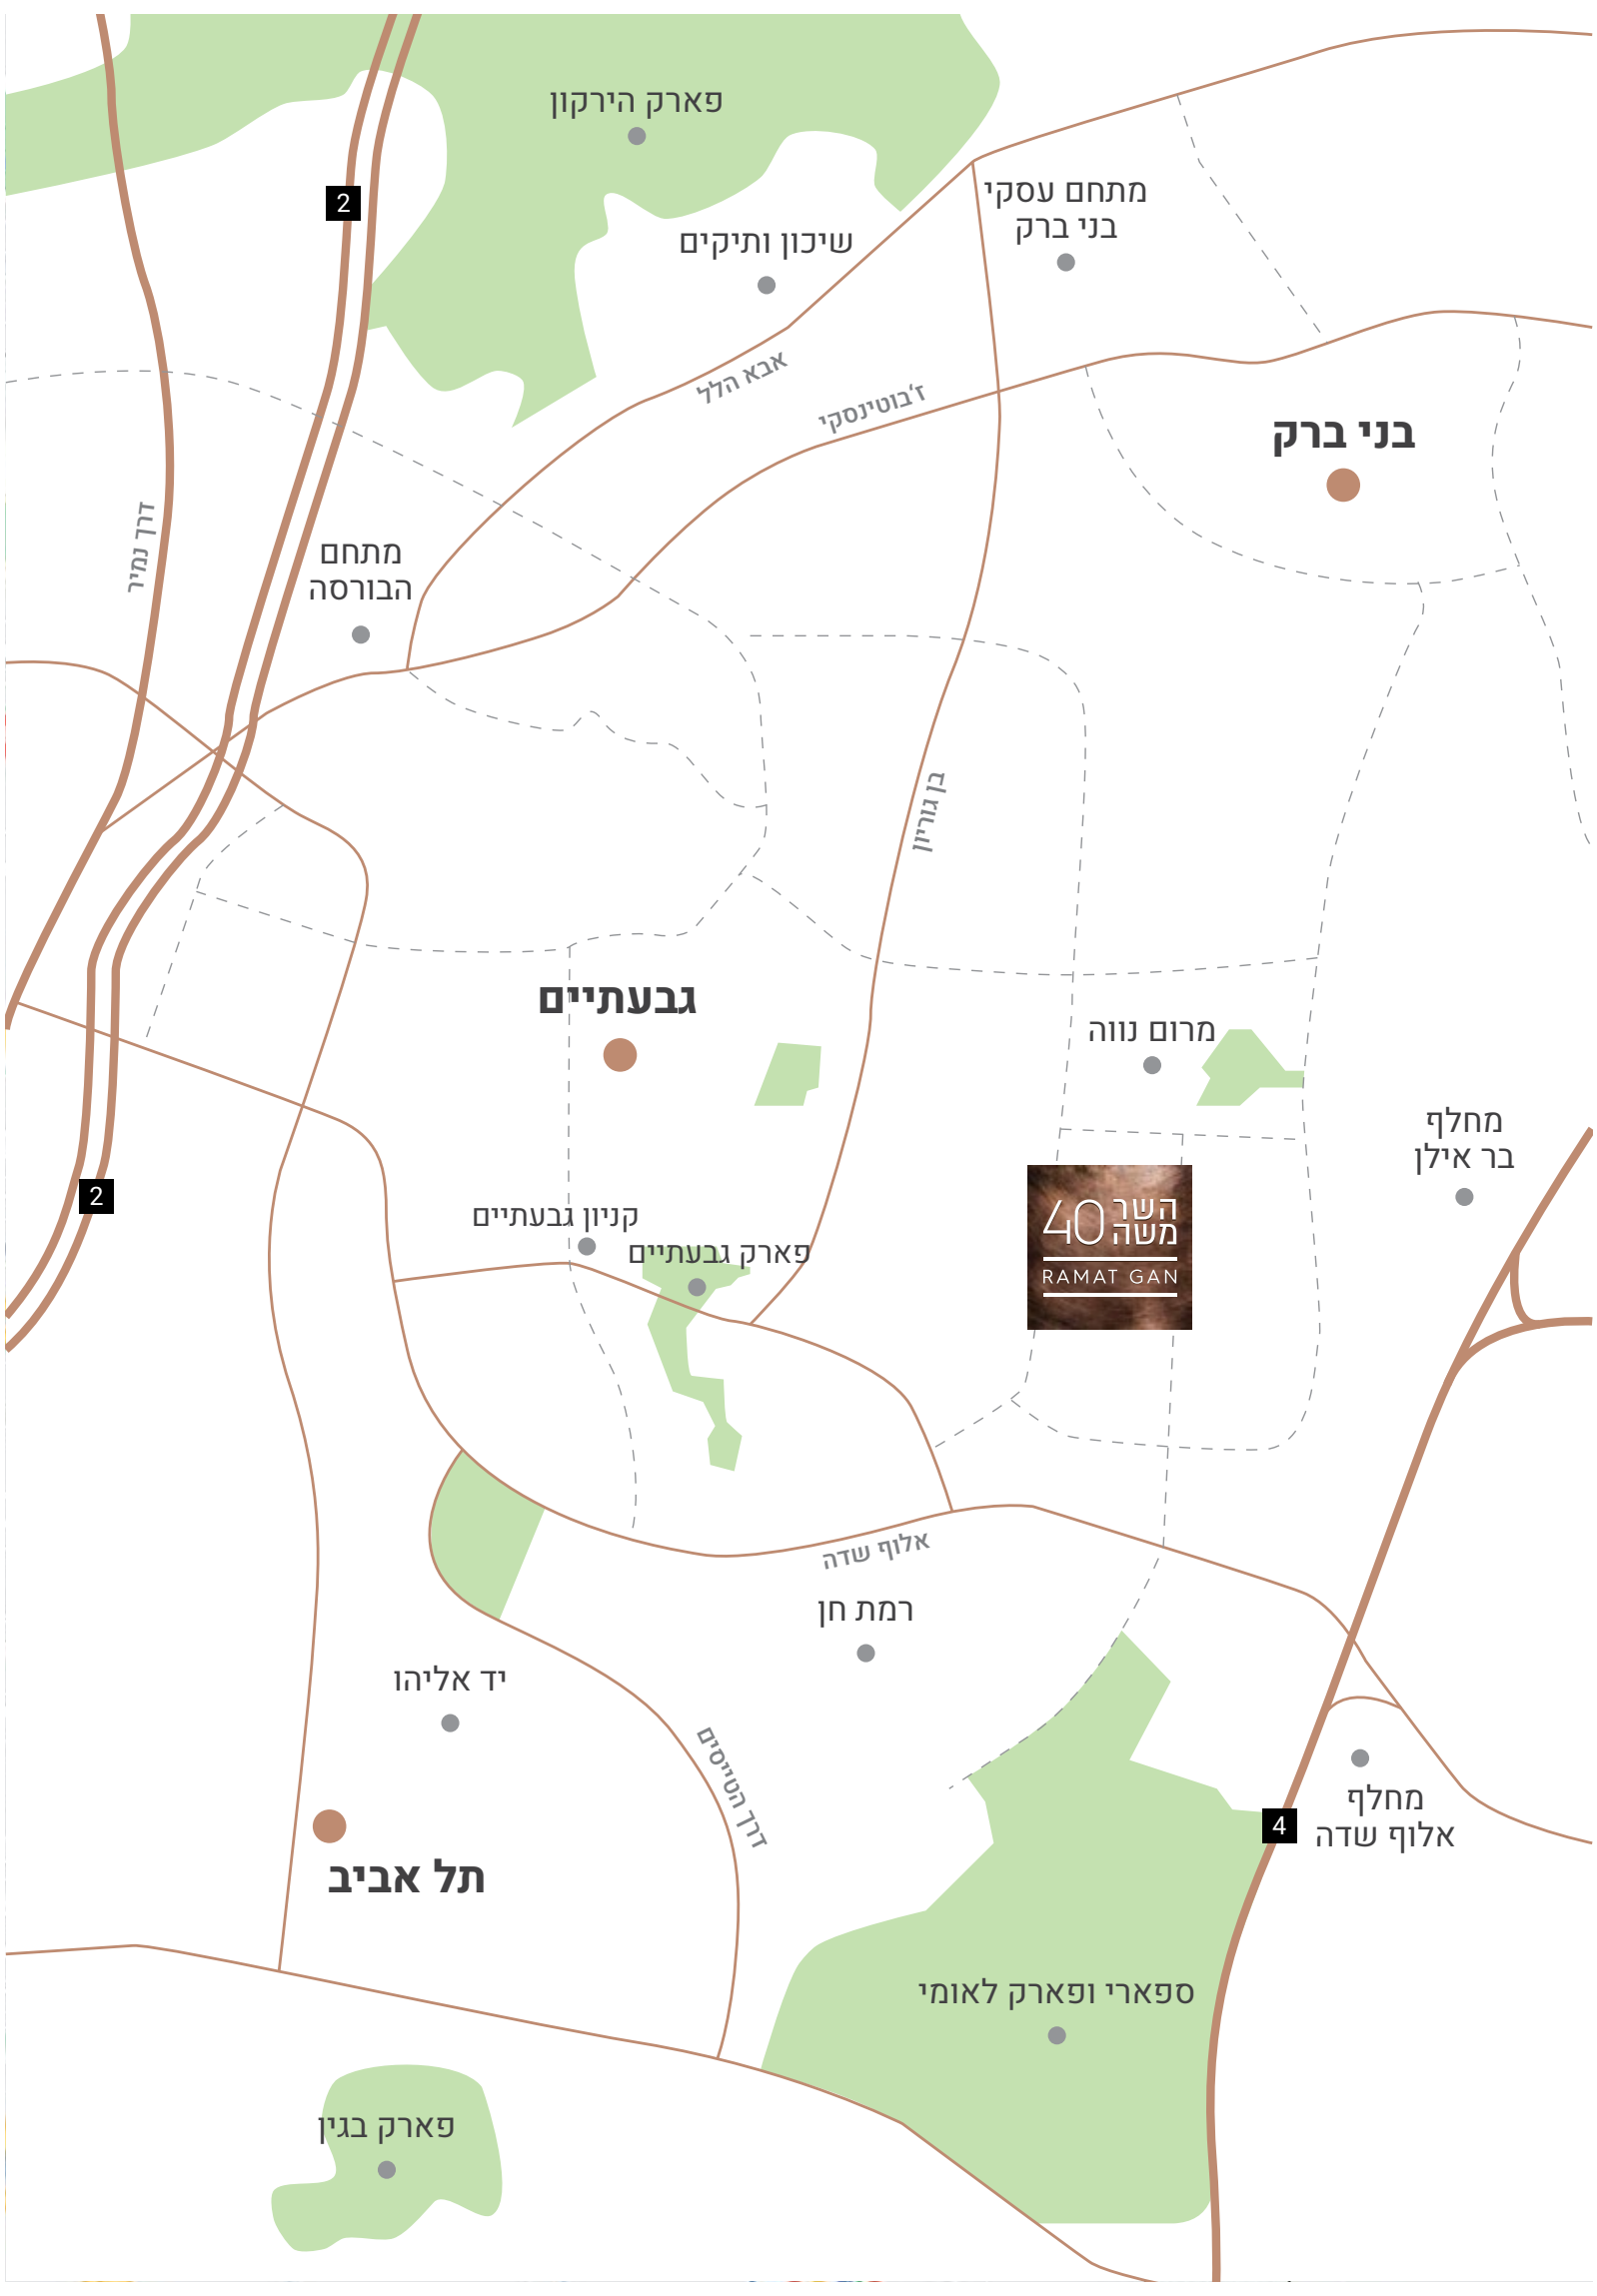 פארק הירקון
מתחם עסקי
בני ברק
2
שיכון ותיקים
אבא הלל
ז'בוטינסקי
בני ברק
דרך נמיר
מתחם
הבורסה
בן גוריון
גבעתיים
מרום נווה
מחלף
בר אילן
2
קניון גבעתיים
פארק גבעתיים
השר
משה
40
RAMAT GAN
אלוף שדה
רמת חן
יד אליהו
דרך הטייסים
מחלף
אלוף שדה
4
תל אביב
ספארי ופארק לאומי
פארק בגין